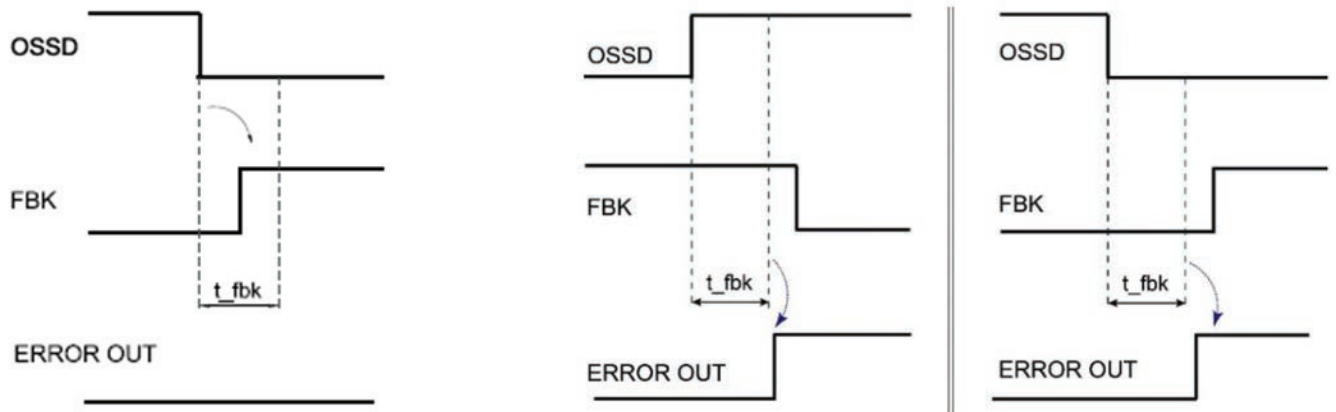 OSSD
FBK
t_fbk
ERROR OUT
OSSD
FBK
t_fbk
ERROR OUT
OSSD
FBK
t_fbk
ERROR OUT